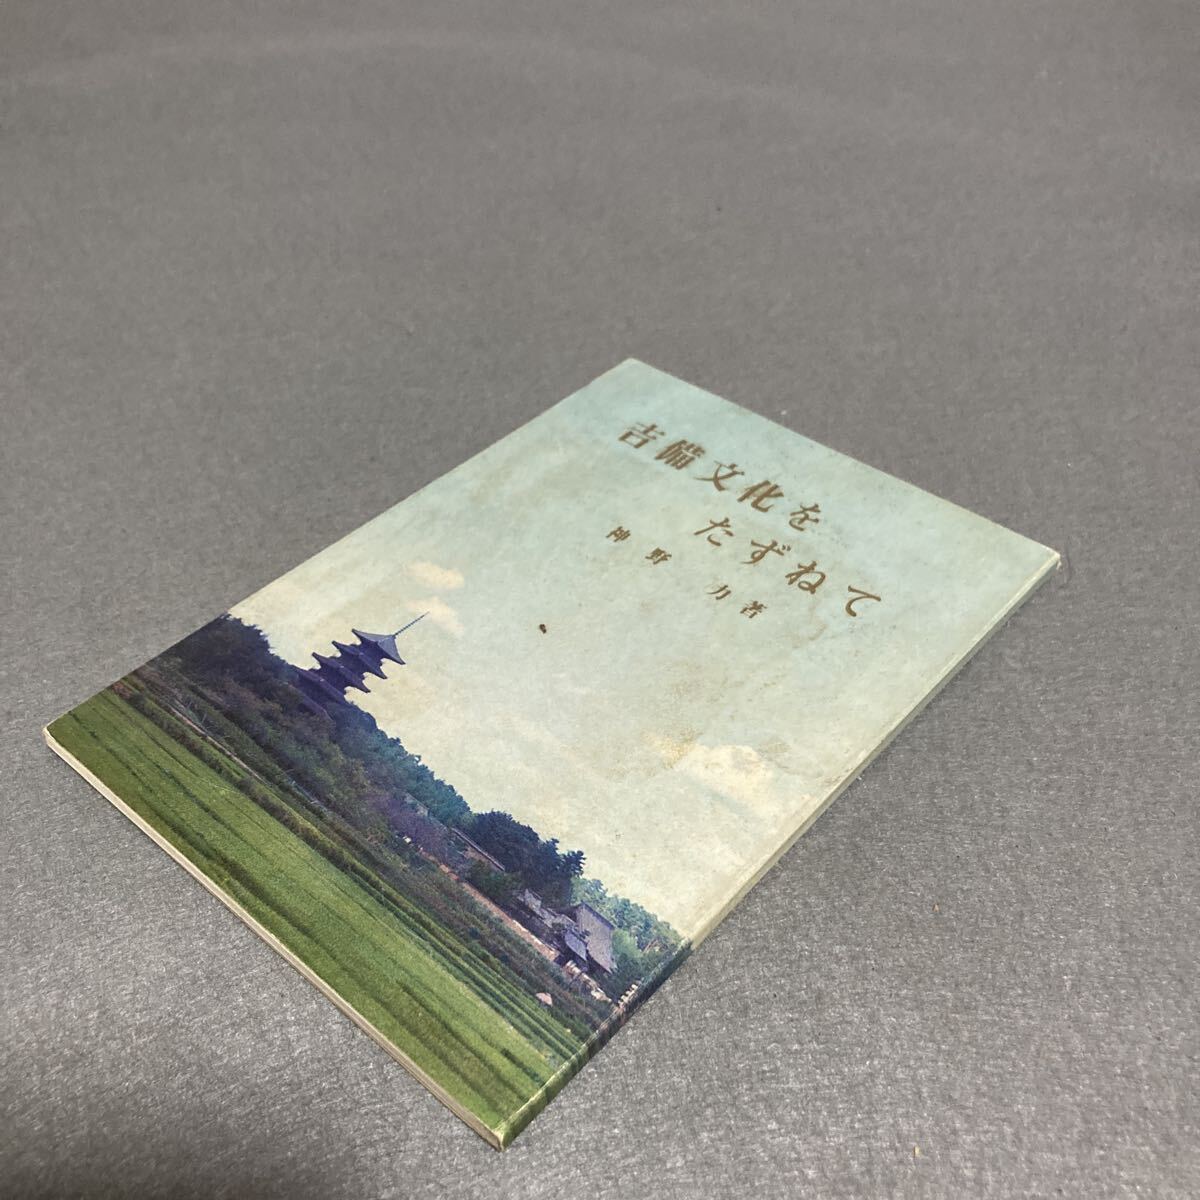 吉備文化を
たずねて
神野 力著